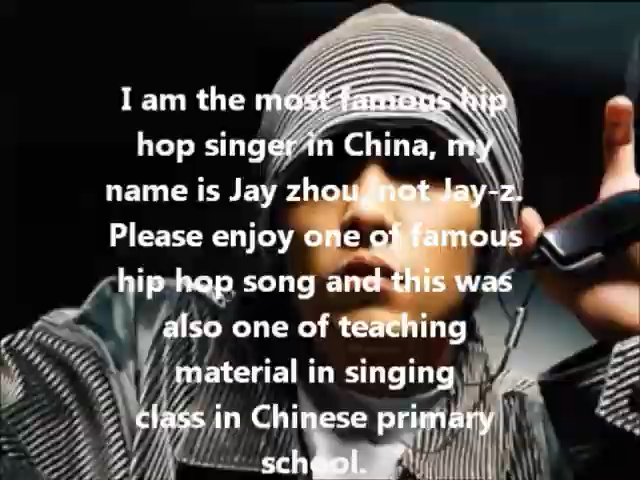 I am the most famous hip
hop singer in China, my
name is Jay zhou, not Jay-z.
Please enjoy one of famous
hip hop song and this was
also one of teaching
material in singing
class in Chinese primary
school.